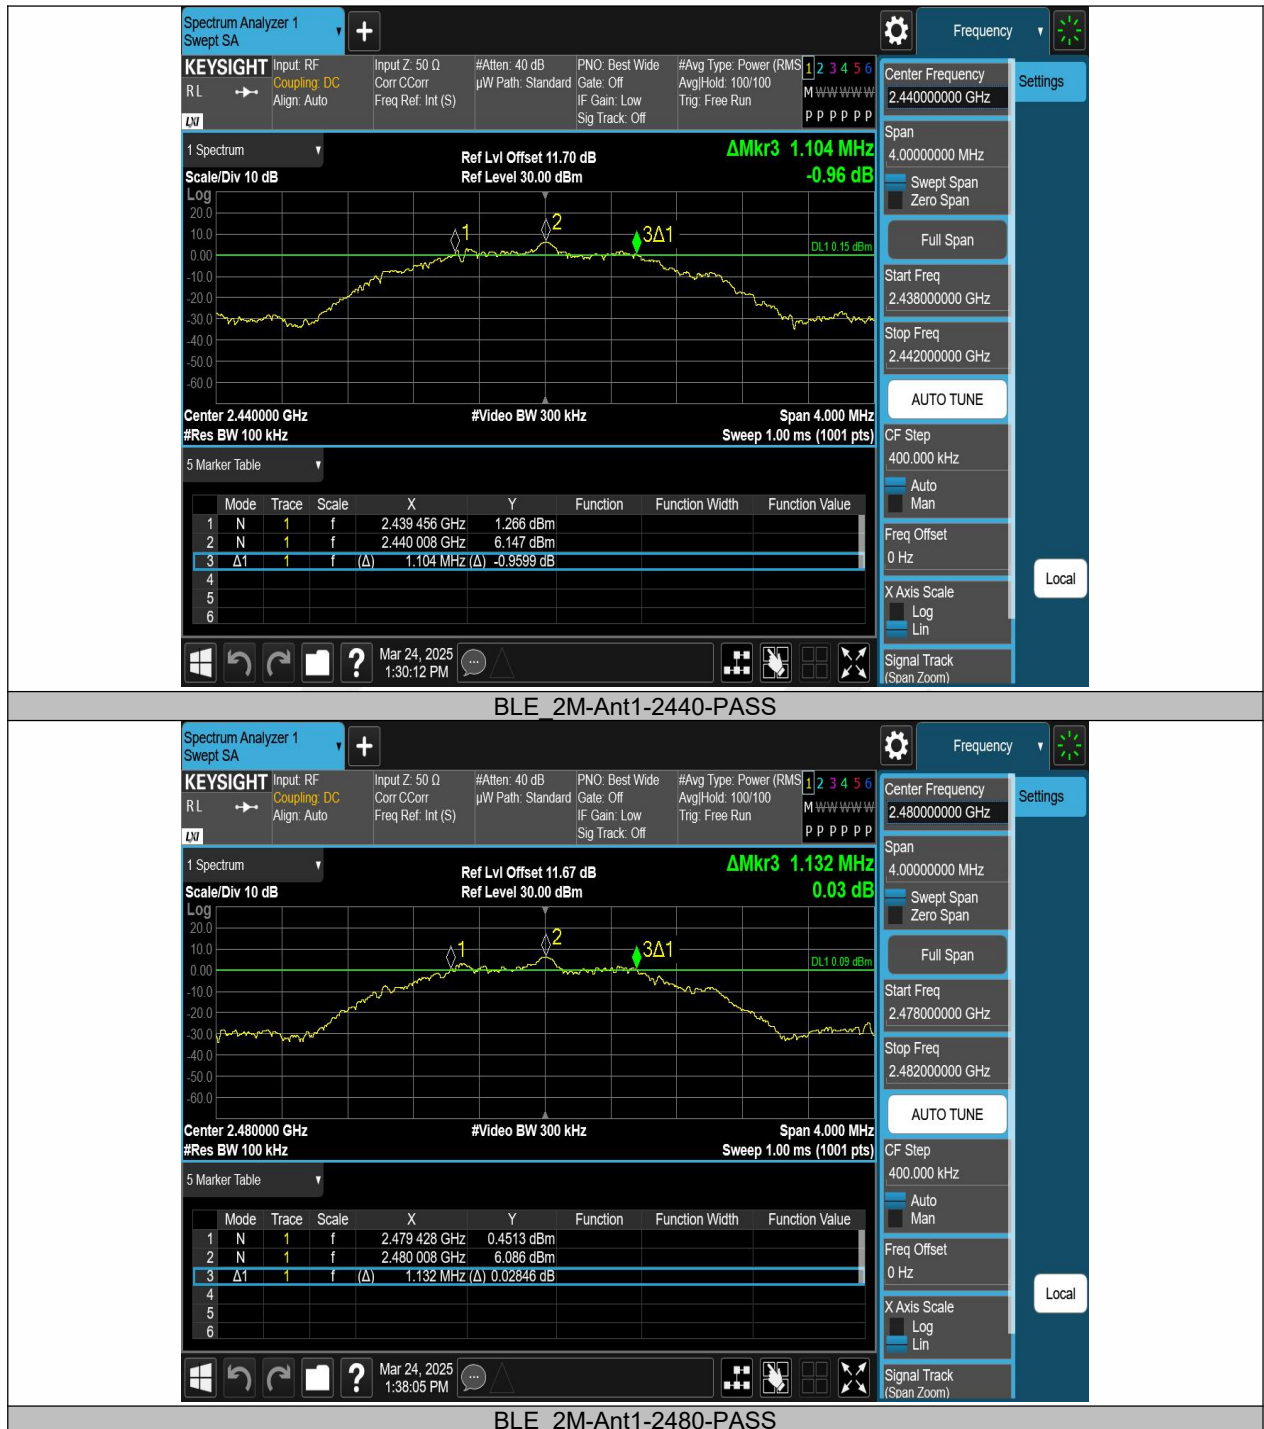 Spectrum Analyzer 1
Swept SA
+
Frequency
KEYSIGHT
RL
LXI
Input: RF
Coupling: DC
Align: Auto
Input Z: 50 Ω
Corr CCorr
Freq Ref: Int (S)
#Atten: 40 dB
µW Path: Standard
PNO: Best Wide
Gate: Off
IF Gain: Low
Sig Track: Off
#Avg Type: Power (RMS
Avg|Hold: 100/100
Trig: Free Run
1 2 3 4 5 6
M W W W W W
P P P P P P
1 Spectrum
Scale/Div 10 dB
Ref Lvl Offset 11.70 dB
Ref Level 30.00 dBm
ΔMkr3 1.104 MHz
-0.96 dB
Log
20.0
10.0
0.00
-10.0
-20.0
-30.0
-40.0
-50.0
-60.0
1
2
3Δ1
DL1 0.15 dBm
Center 2.440000 GHz
#Video BW 300 kHz
Span 4.000 MHz
#Res BW 100 kHz
Sweep 1.00 ms (1001 pts)
5 Marker Table
Mode Trace Scale X Y Function Function Width Function Value
1 N 1 f 2.439 456 GHz 1.266 dBm
2 N 1 f 2.440 008 GHz 6.147 dBm
3 Δ1 1 f (Δ) 1.104 MHz (Δ) -0.9599 dB
4
5
6
?
Mar 24, 2025
1:30:12 PM
Center Frequency
2.440000000 GHz
Span
4.00000000 MHz
Swept Span
Zero Span
Full Span
Start Freq
2.438000000 GHz
Stop Freq
2.442000000 GHz
AUTO TUNE
CF Step
400.000 kHz
Auto
Man
Freq Offset
0 Hz
X Axis Scale
Log
Lin
Signal Track
(Span Zoom)
Settings
Local
BLE_2M-Ant1-2440-PASS
Spectrum Analyzer 1
Swept SA
+
Frequency
KEYSIGHT
RL
LXI
Input: RF
Coupling: DC
Align: Auto
Input Z: 50 Ω
Corr CCorr
Freq Ref: Int (S)
#Atten: 40 dB
µW Path: Standard
PNO: Best Wide
Gate: Off
IF Gain: Low
Sig Track: Off
#Avg Type: Power (RMS
Avg|Hold: 100/100
Trig: Free Run
1 2 3 4 5 6
M W W W W W
P P P P P P
1 Spectrum
Scale/Div 10 dB
Ref Lvl Offset 11.67 dB
Ref Level 30.00 dBm
ΔMkr3 1.132 MHz
0.03 dB
Log
20.0
10.0
0.00
-10.0
-20.0
-30.0
-40.0
-50.0
-60.0
1
2
3Δ1
DL1 0.09 dBm
Center 2.480000 GHz
#Video BW 300 kHz
Span 4.000 MHz
#Res BW 100 kHz
Sweep 1.00 ms (1001 pts)
5 Marker Table
Mode Trace Scale X Y Function Function Width Function Value
1 N 1 f 2.479 428 GHz 0.4513 dBm
2 N 1 f 2.480 008 GHz 6.086 dBm
3 Δ1 1 f (Δ) 1.132 MHz (Δ) 0.02846 dB
4
5
6
?
Mar 24, 2025
1:38:05 PM
Center Frequency
2.480000000 GHz
Span
4.00000000 MHz
Swept Span
Zero Span
Full Span
Start Freq
2.478000000 GHz
Stop Freq
2.482000000 GHz
AUTO TUNE
CF Step
400.000 kHz
Auto
Man
Freq Offset
0 Hz
X Axis Scale
Log
Lin
Signal Track
(Span Zoom)
Settings
Local
BLE_2M-Ant1-2480-PASS